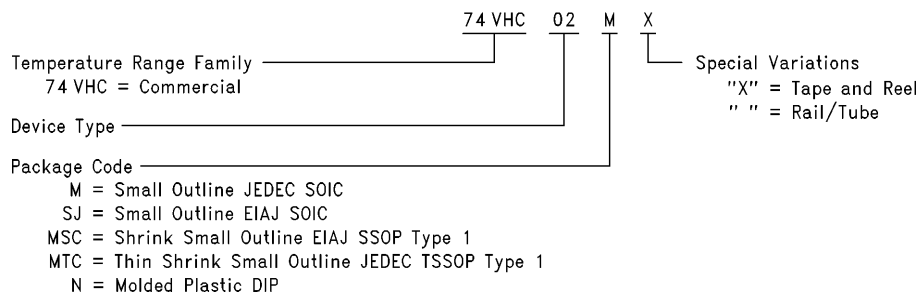 74 VHC 02 M X
Temperature Range Family
74 VHC = Commercial
Special Variations
"X" = Tape and Reel
" " = Rail/Tube
Device Type
Package Code
M = Small Outline JEDEC SOIC
SJ = Small Outline EIAJ SOIC
MSC = Shrink Small Outline EIAJ SSOP Type 1
MTC = Thin Shrink Small Outline JEDEC TSSOP Type 1
N = Molded Plastic DIP